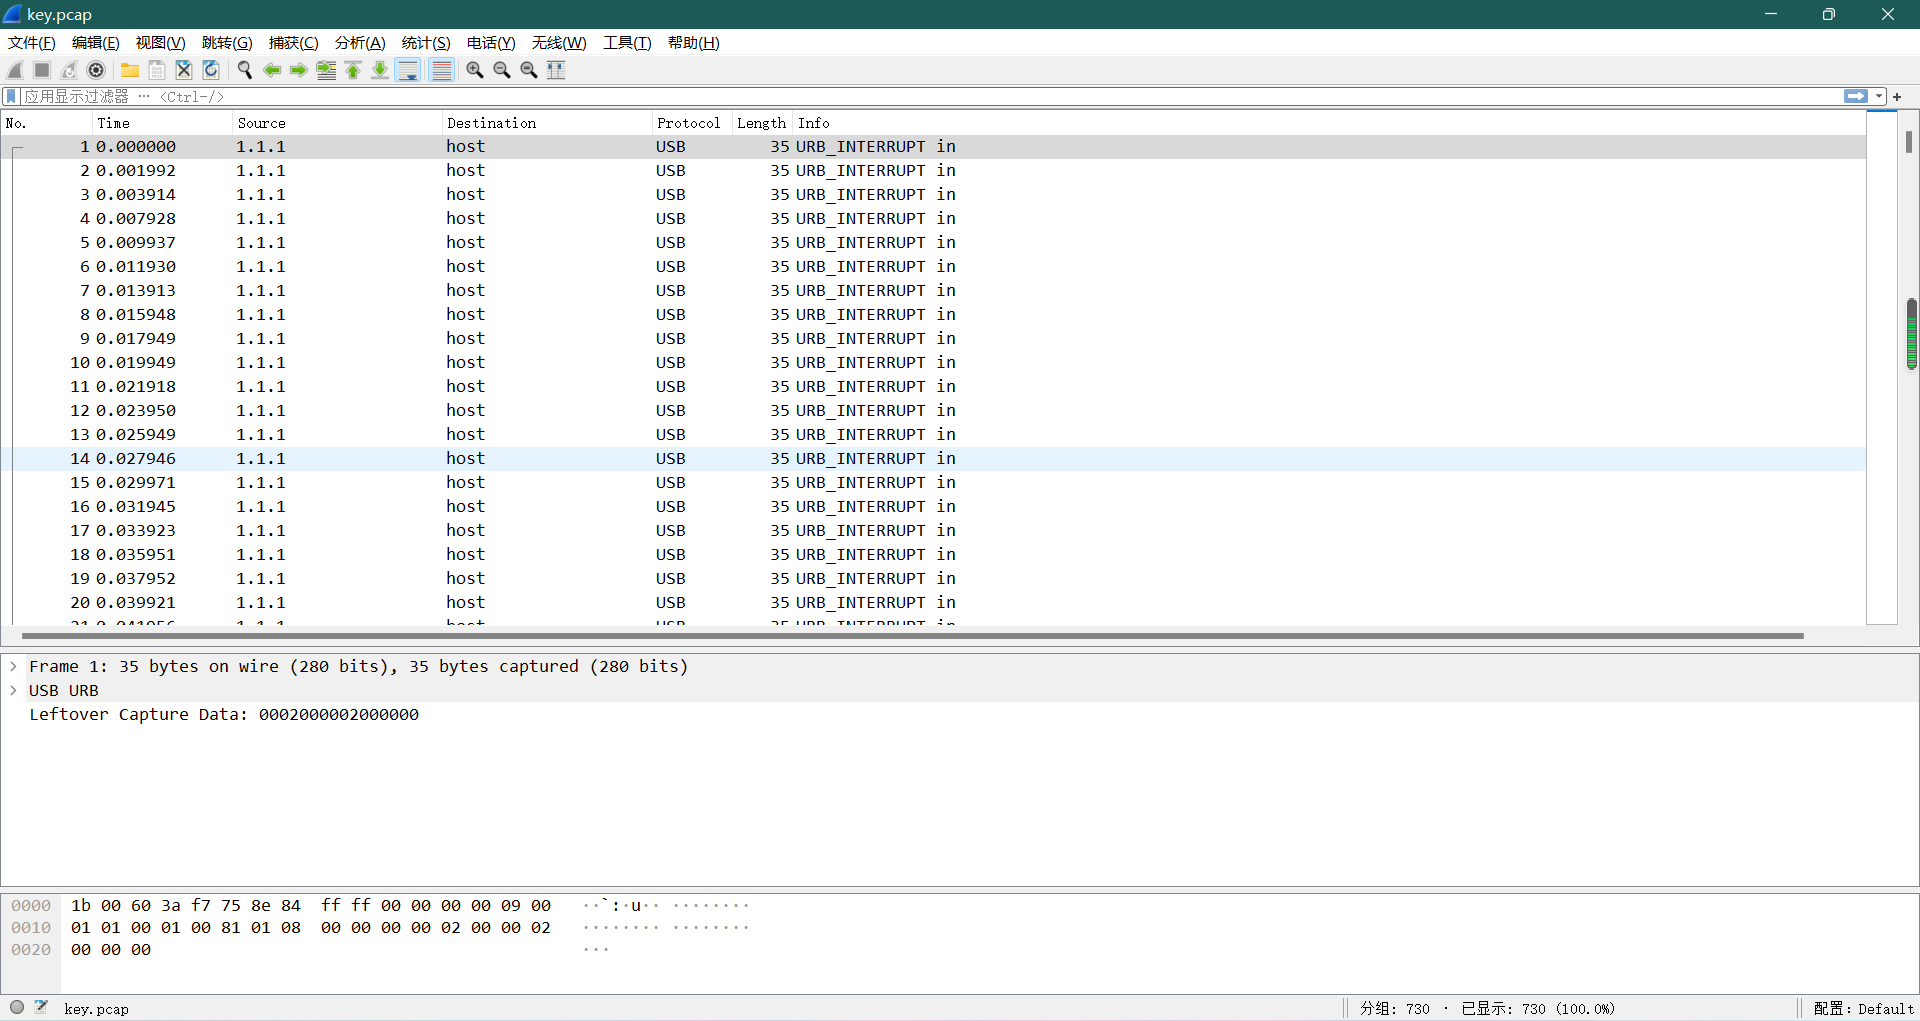 key.pcap
文件(F) 编辑(E) 视图(V) 跳转(G) 捕获(C) 分析(A) 统计(S) 电话(Y) 无线(W) 工具(T) 帮助(H)
应用显示过滤器 … <Ctrl-/>
No. Time Source Destination Protocol Length Info
1 0.000000 1.1.1 host USB 35 URB_INTERRUPT in
2 0.001992 1.1.1 host USB 35 URB_INTERRUPT in
3 0.003914 1.1.1 host USB 35 URB_INTERRUPT in
4 0.007928 1.1.1 host USB 35 URB_INTERRUPT in
5 0.009937 1.1.1 host USB 35 URB_INTERRUPT in
6 0.011930 1.1.1 host USB 35 URB_INTERRUPT in
7 0.013913 1.1.1 host USB 35 URB_INTERRUPT in
8 0.015948 1.1.1 host USB 35 URB_INTERRUPT in
9 0.017949 1.1.1 host USB 35 URB_INTERRUPT in
10 0.019949 1.1.1 host USB 35 URB_INTERRUPT in
11 0.021918 1.1.1 host USB 35 URB_INTERRUPT in
12 0.023950 1.1.1 host USB 35 URB_INTERRUPT in
13 0.025949 1.1.1 host USB 35 URB_INTERRUPT in
14 0.027946 1.1.1 host USB 35 URB_INTERRUPT in
15 0.029971 1.1.1 host USB 35 URB_INTERRUPT in
16 0.031945 1.1.1 host USB 35 URB_INTERRUPT in
17 0.033923 1.1.1 host USB 35 URB_INTERRUPT in
18 0.035951 1.1.1 host USB 35 URB_INTERRUPT in
19 0.037952 1.1.1 host USB 35 URB_INTERRUPT in
20 0.039921 1.1.1 host USB 35 URB_INTERRUPT in
Frame 1: 35 bytes on wire (280 bits), 35 bytes captured (280 bits)
USB URB
Leftover Capture Data: 0002000002000000
0000 1b 00 60 3a f7 75 8e 84 ff ff 00 00 00 00 09 00 ··`:·u·· ········
0010 01 01 00 01 00 81 01 08 00 00 00 00 02 00 00 02 ········ ········
0020 00 00 00 ···
key.pcap 分组: 730 · 已显示: 730 (100.0%) 配置: Default